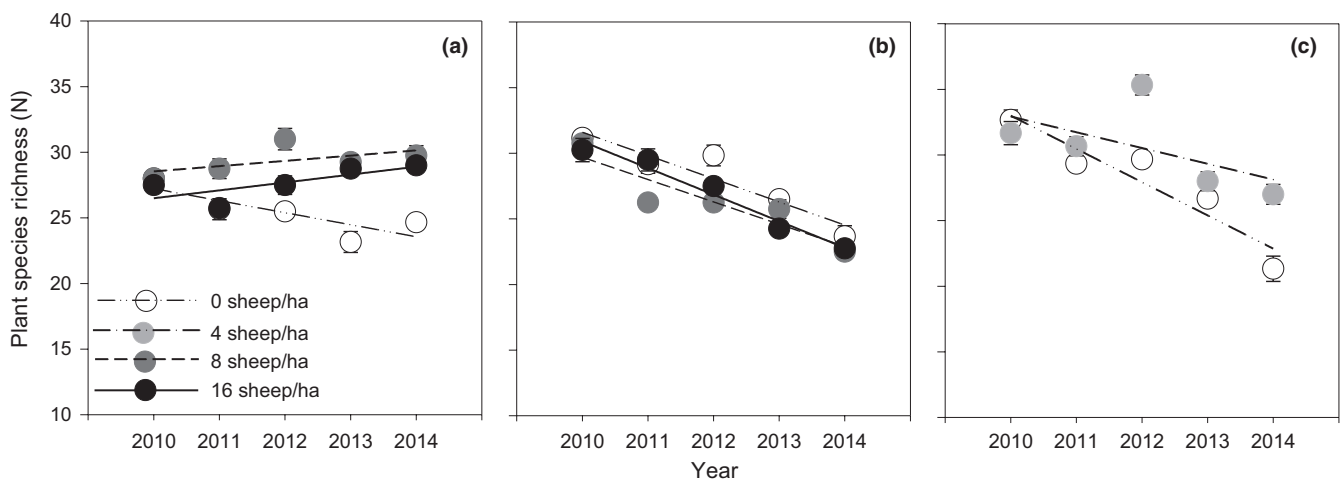 Plant species richness (N)
40
35
30
25
20
15
10
(a)
(b)
(c)
0 sheep/ha
4 sheep/ha
8 sheep/ha
16 sheep/ha
2010 2011 2012 2013 2014
2010 2011 2012 2013 2014
2010 2011 2012 2013 2014
Year